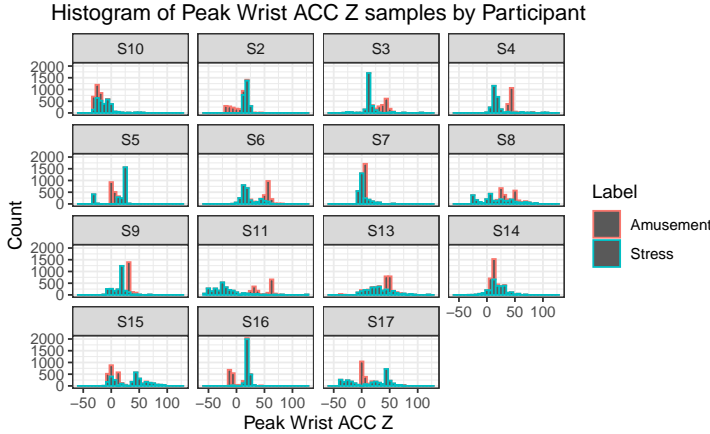 Histogram of Peak Wrist ACC Z samples by Participant
S10 S2 S3 S4
2000
1500
1000
500
0
S5 S6 S7 S8
2000
1500
1000
500
0
S9 S11 S13 S14
2000
1500
1000
500
0
−50 0 50 100
S15 S16 S17
2000
1500
1000
500
0
−50 0 50 100 −50 0 50 100 −50 0 50 100
Peak Wrist ACC Z
Count
Label
Amusement
Stress